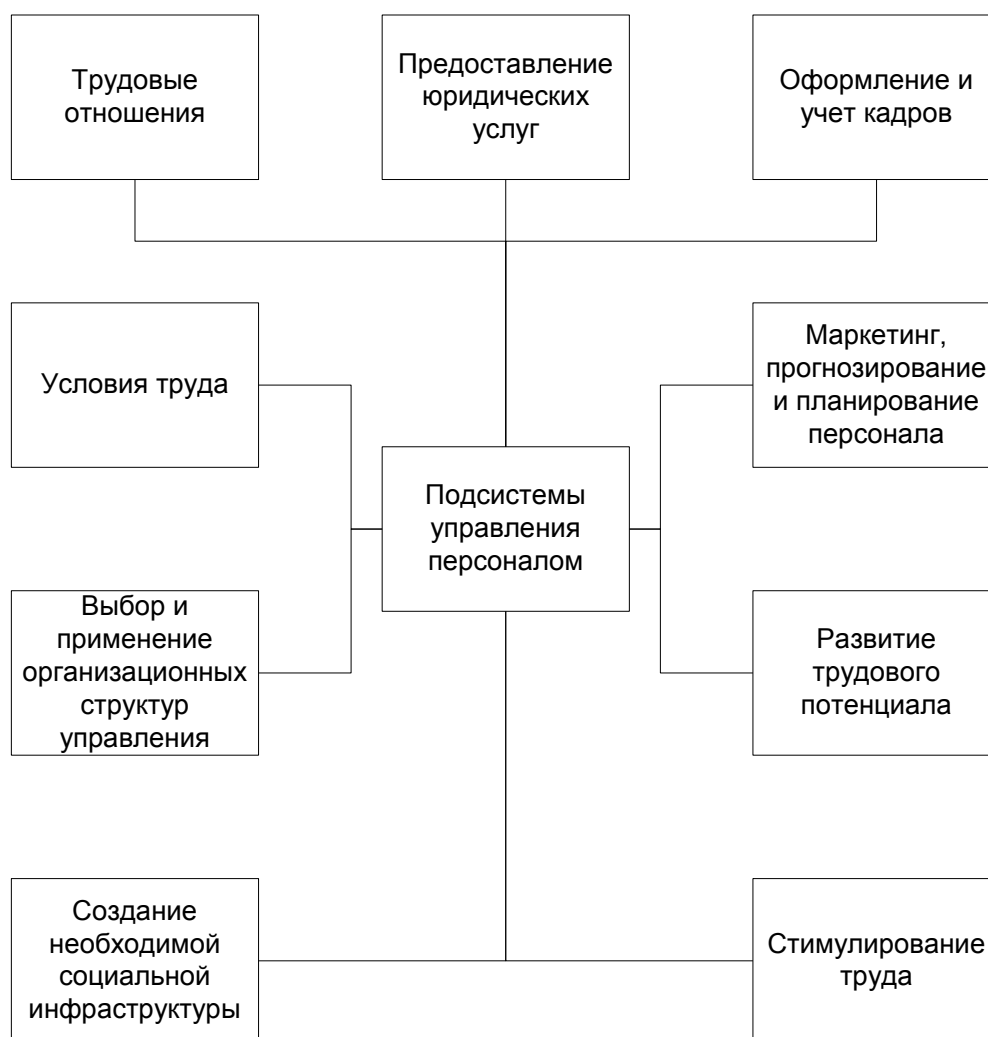 Трудовые
отношения
Предоставление
юридических
услуг
Оформление и
учет кадров
Условия труда
Маркетинг,
прогнозирование
и планирование
персонала
Подсистемы
управления
персоналом
Выбор и
применение
организационных
структур
управления
Развитие
трудового
потенциала
Создание
необходимой
социальной
инфраструктуры
Стимулирование
труда